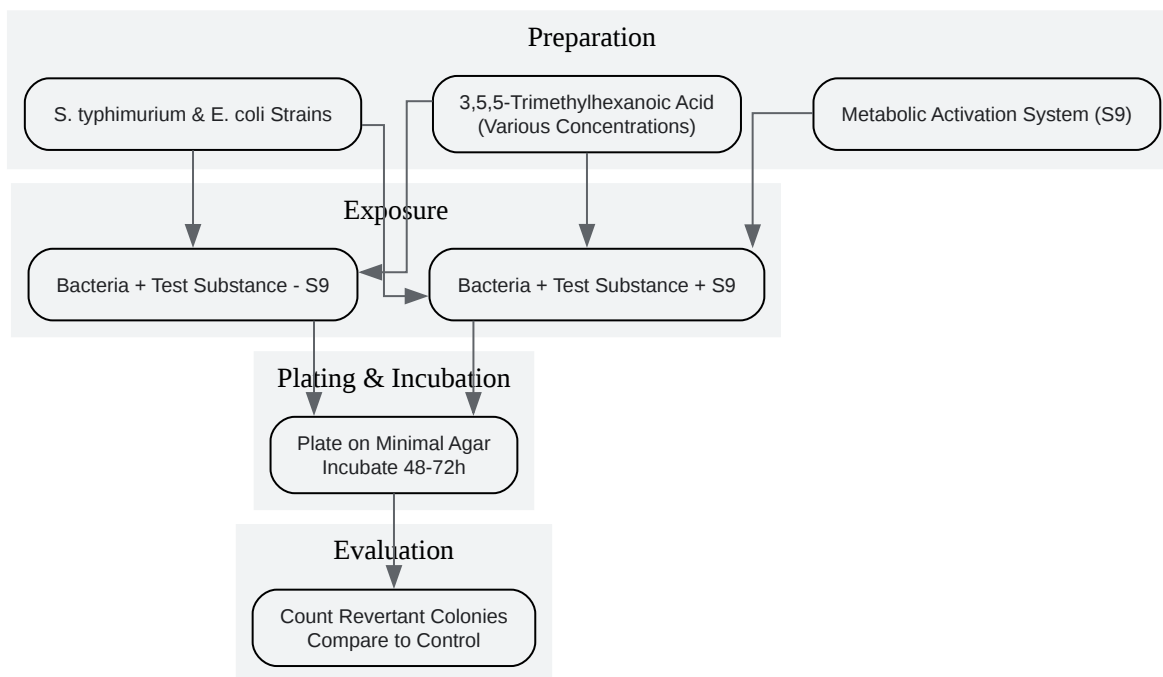 Preparation
S. typhimurium & E. coli Strains
3,5,5-Trimethylhexanoic Acid
(Various Concentrations)
Metabolic Activation System (S9)
Exposure
Bacteria + Test Substance - S9
Bacteria + Test Substance + S9
Plating & Incubation
Plate on Minimal Agar
Incubate 48-72h
Evaluation
Count Revertant Colonies
Compare to Control